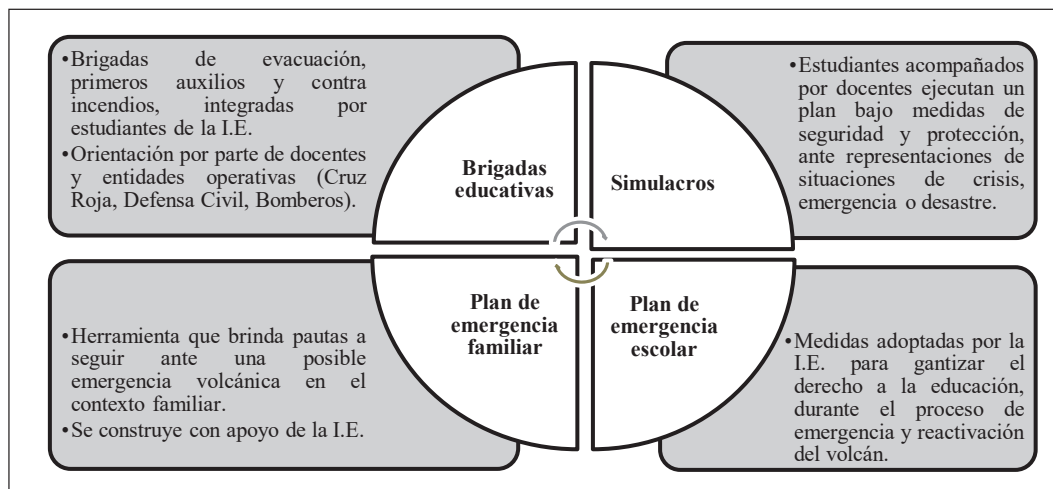 •Brigadas de evacuación,
primeros auxilios y contra
incendios, integradas por
estudiantes de la I.E.
•Orientación por parte de docentes
y entidades operativas (Cruz
Roja, Defensa Civil, Bomberos).
Brigadas
educativas
Simulacros
•Estudiantes acompañados
por docentes ejecutan un
plan bajo medidas de
seguridad y protección,
ante representaciones de
situaciones de crisis,
emergencia o desastre.
•Herramienta que brinda pautas a
seguir ante una posible
emergencia volcánica en el
contexto familiar.
•Se construye con apoyo de la I.E.
Plan de
emergencia
familiar
Plan de
emergencia
escolar
•Medidas adoptadas por la
I.E. para gantizar el
derecho a la educación,
durante el proceso de
emergencia y reactivación
del volcán.